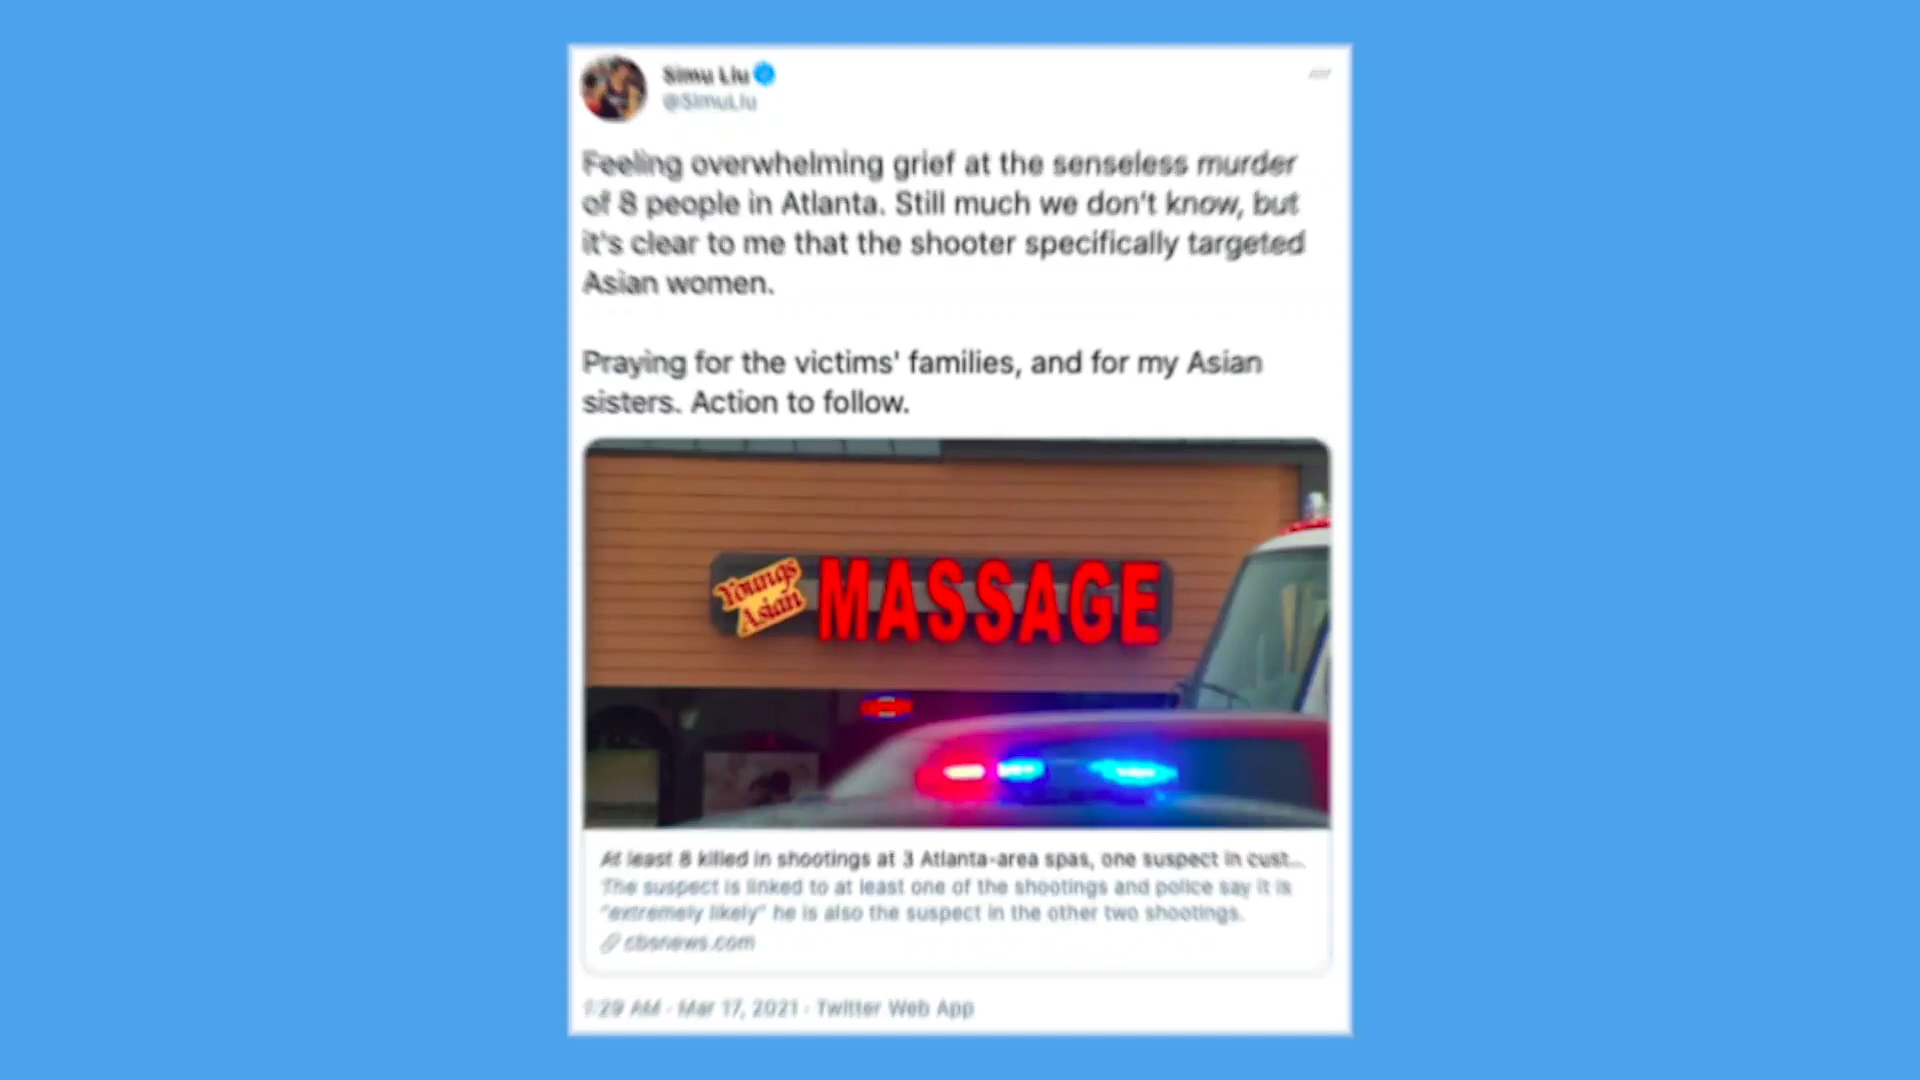 Simu Liu
@SimuLiu
Feeling overwhelming grief at the senseless murder
of 8 people in Atlanta. Still much we don't know, but
it's clear to me that the shooter specifically targeted
Asian women.
Praying for the victims' families, and for my Asian
sisters. Action to follow.
Youngs
Asian
MASSAGE
At least 8 killed in shootings at 3 Atlanta-area spas, one suspect in cust...
The suspect is linked to at least one of the shootings and police say it is
"extremely likely" he is also the suspect in the other two shootings.
cbsnews.com
1:29 AM · Mar 17, 2021 · Twitter Web App